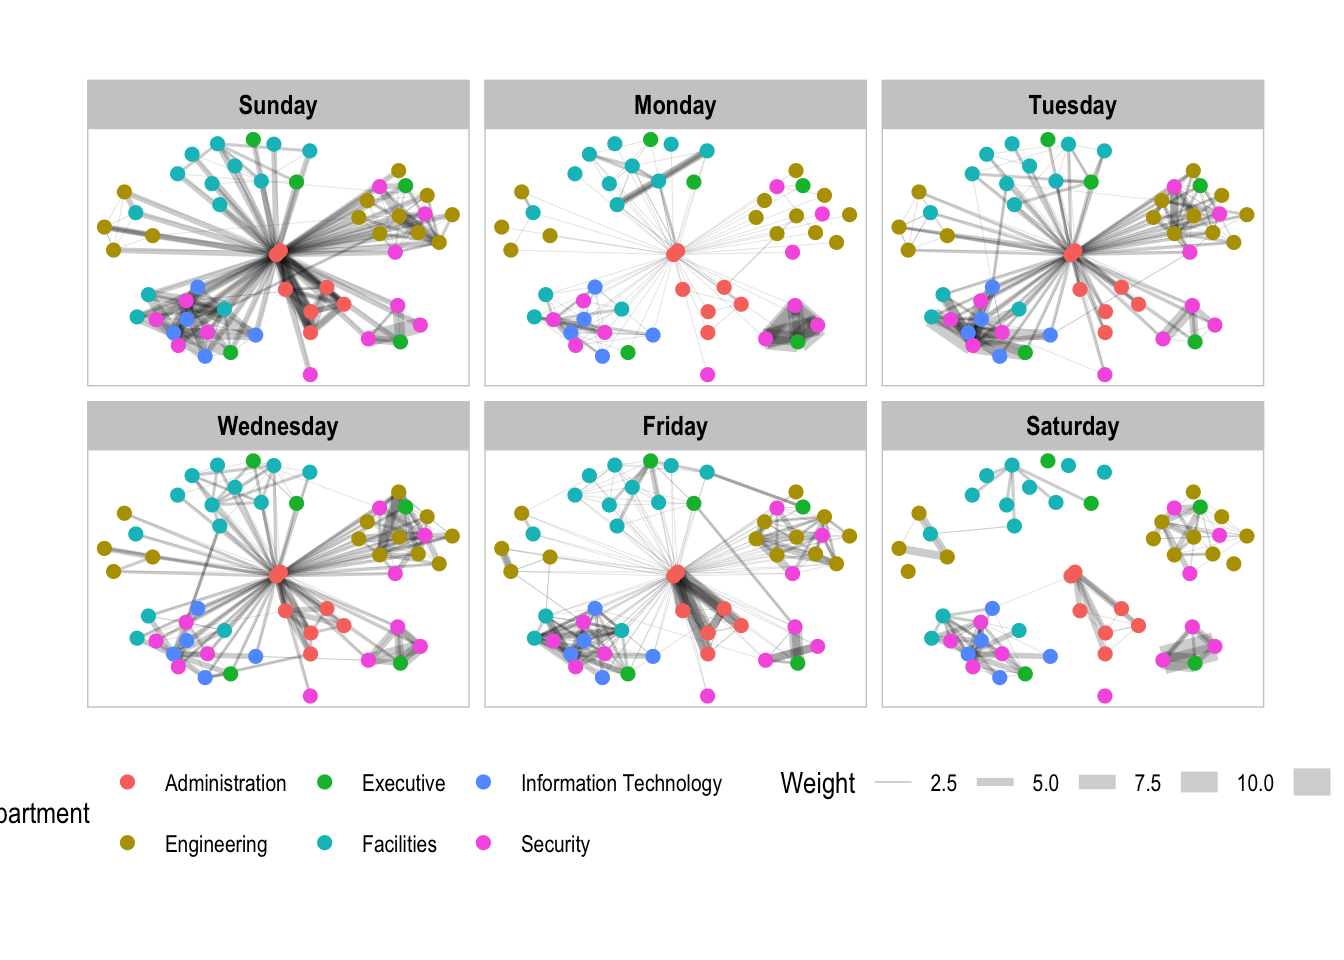 Sunday
Monday
Tuesday
Wednesday
Friday
Saturday
Administration
Executive
Information Technology
Engineering
Facilities
Security
Weight
2.5
5.0
7.5
10.0
partment